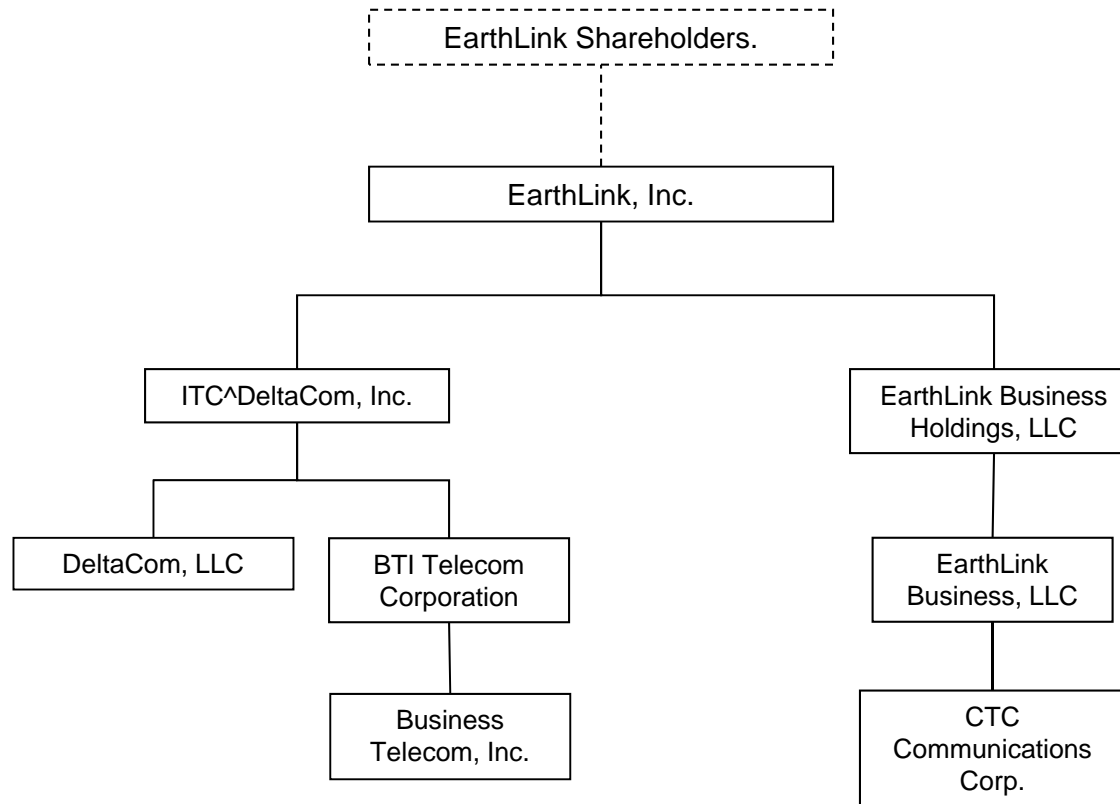 EarthLink Shareholders.
EarthLink, Inc.
ITC^DeltaCom, Inc.
EarthLink Business
Holdings, LLC
DeltaCom, LLC
BTI Telecom
Corporation
EarthLink
Business, LLC
Business
Telecom, Inc.
CTC
Communications
Corp.